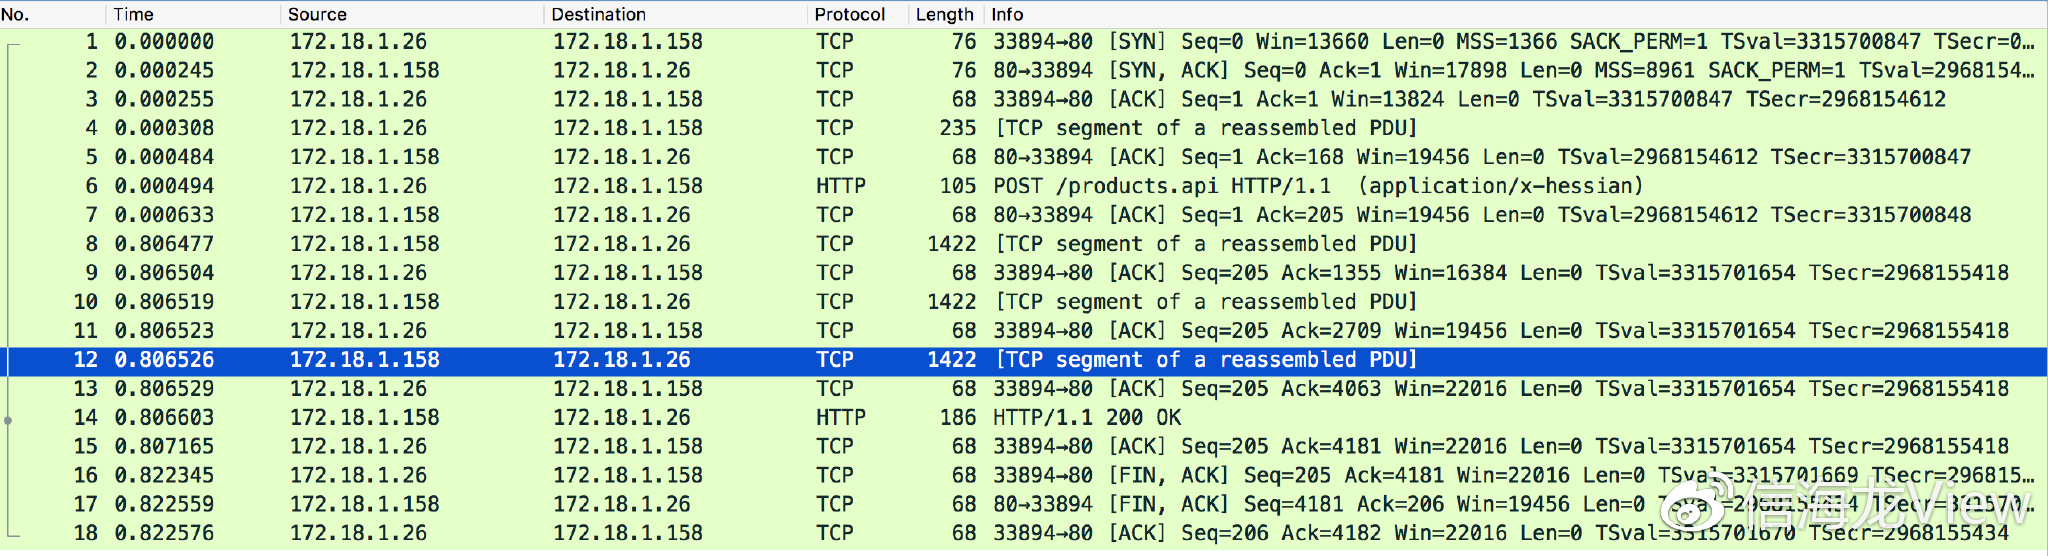 No. Time Source Destination Protocol Length Info
1 0.000000 172.18.1.26 172.18.1.158 TCP 76 33894→80 [SYN] Seq=0 Win=13660 Len=0 MSS=1366 SACK_PERM=1 TSval=3315700847 TSecr=0…
2 0.000245 172.18.1.158 172.18.1.26 TCP 76 80→33894 [SYN, ACK] Seq=0 Ack=1 Win=17898 Len=0 MSS=8961 SACK_PERM=1 TSval=2968154…
3 0.000255 172.18.1.26 172.18.1.158 TCP 68 33894→80 [ACK] Seq=1 Ack=1 Win=13824 Len=0 TSval=3315700847 TSecr=2968154612
4 0.000308 172.18.1.26 172.18.1.158 TCP 235 [TCP segment of a reassembled PDU]
5 0.000484 172.18.1.158 172.18.1.26 TCP 68 80→33894 [ACK] Seq=1 Ack=168 Win=19456 Len=0 TSval=2968154612 TSecr=3315700847
6 0.000494 172.18.1.26 172.18.1.158 HTTP 105 POST /products.api HTTP/1.1 (application/x-hessian)
7 0.000633 172.18.1.158 172.18.1.26 TCP 68 80→33894 [ACK] Seq=1 Ack=205 Win=19456 Len=0 TSval=2968154612 TSecr=3315700848
8 0.806477 172.18.1.158 172.18.1.26 TCP 1422 [TCP segment of a reassembled PDU]
9 0.806504 172.18.1.26 172.18.1.158 TCP 68 33894→80 [ACK] Seq=205 Ack=1355 Win=16384 Len=0 TSval=3315701654 TSecr=2968155418
10 0.806519 172.18.1.158 172.18.1.26 TCP 1422 [TCP segment of a reassembled PDU]
11 0.806523 172.18.1.26 172.18.1.158 TCP 68 33894→80 [ACK] Seq=205 Ack=2709 Win=19456 Len=0 TSval=3315701654 TSecr=2968155418
12 0.806526 172.18.1.158 172.18.1.26 TCP 1422 [TCP segment of a reassembled PDU]
13 0.806529 172.18.1.26 172.18.1.158 TCP 68 33894→80 [ACK] Seq=205 Ack=4063 Win=22016 Len=0 TSval=3315701654 TSecr=2968155418
14 0.806603 172.18.1.158 172.18.1.26 HTTP 186 HTTP/1.1 200 OK
15 0.807165 172.18.1.26 172.18.1.158 TCP 68 33894→80 [ACK] Seq=205 Ack=4181 Win=22016 Len=0 TSval=3315701654 TSecr=2968155418
16 0.822345 172.18.1.26 172.18.1.158 TCP 68 33894→80 [FIN, ACK] Seq=205 Ack=4181 Win=22016 Len=0 TSval=3315701669 TSecr=296815…
17 0.822559 172.18.1.158 172.18.1.26 TCP 68 80→33894 [FIN, ACK] Seq=4181 Ack=206 Win=19456 Len=0 TSval=2968155434 TSecr=331570…
18 0.822576 172.18.1.26 172.18.1.158 TCP 68 33894→80 [ACK] Seq=206 Ack=4182 Win=22016 Len=0 TSval=3315701670 TSecr=2968155434
信海龙View